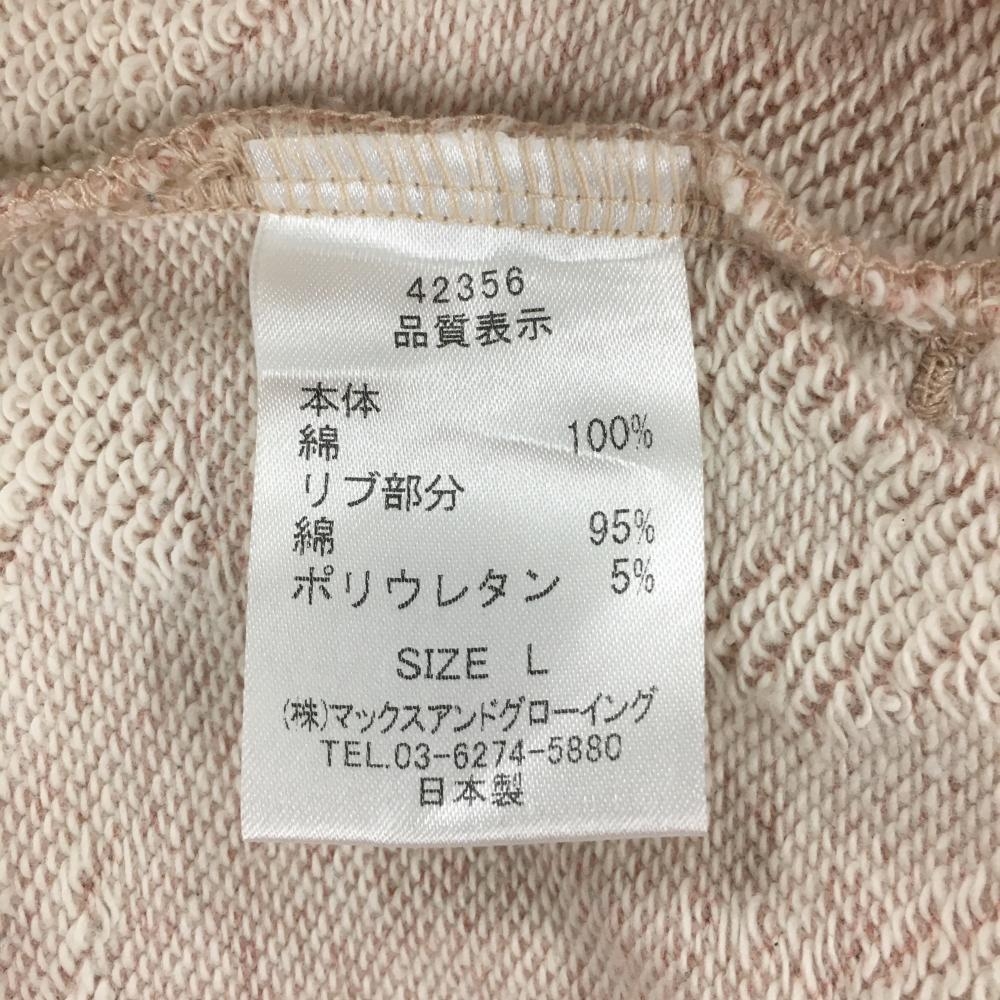 42356
品質表示
本体
綿 100%
リブ部分
綿 95%
ポリウレタン 5%
SIZE L
(株)マックスアンドグローイング
TEL.03-6274-5880
日本製